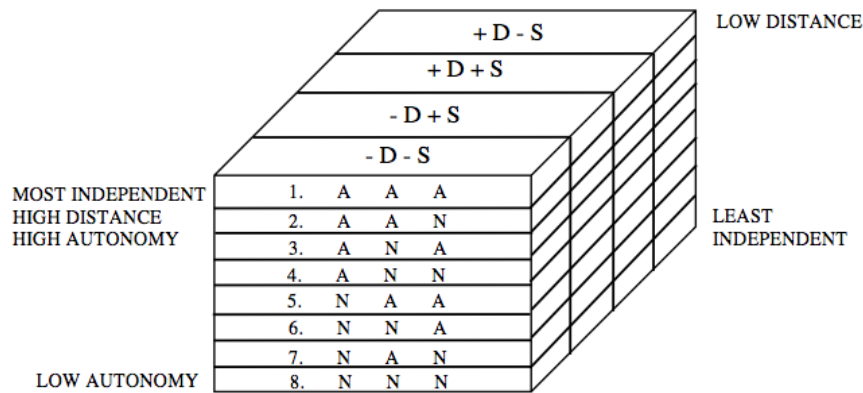 + D - S
LOW DISTANCE
+ D + S
- D + S
- D - S
MOST INDEPENDENT
HIGH DISTANCE
HIGH AUTONOMY
1. A A A
2. A A N
3. A N A
4. A N N
5. N A A
6. N N A
7. N A N
8. N N N
LEAST
INDEPENDENT
LOW AUTONOMY